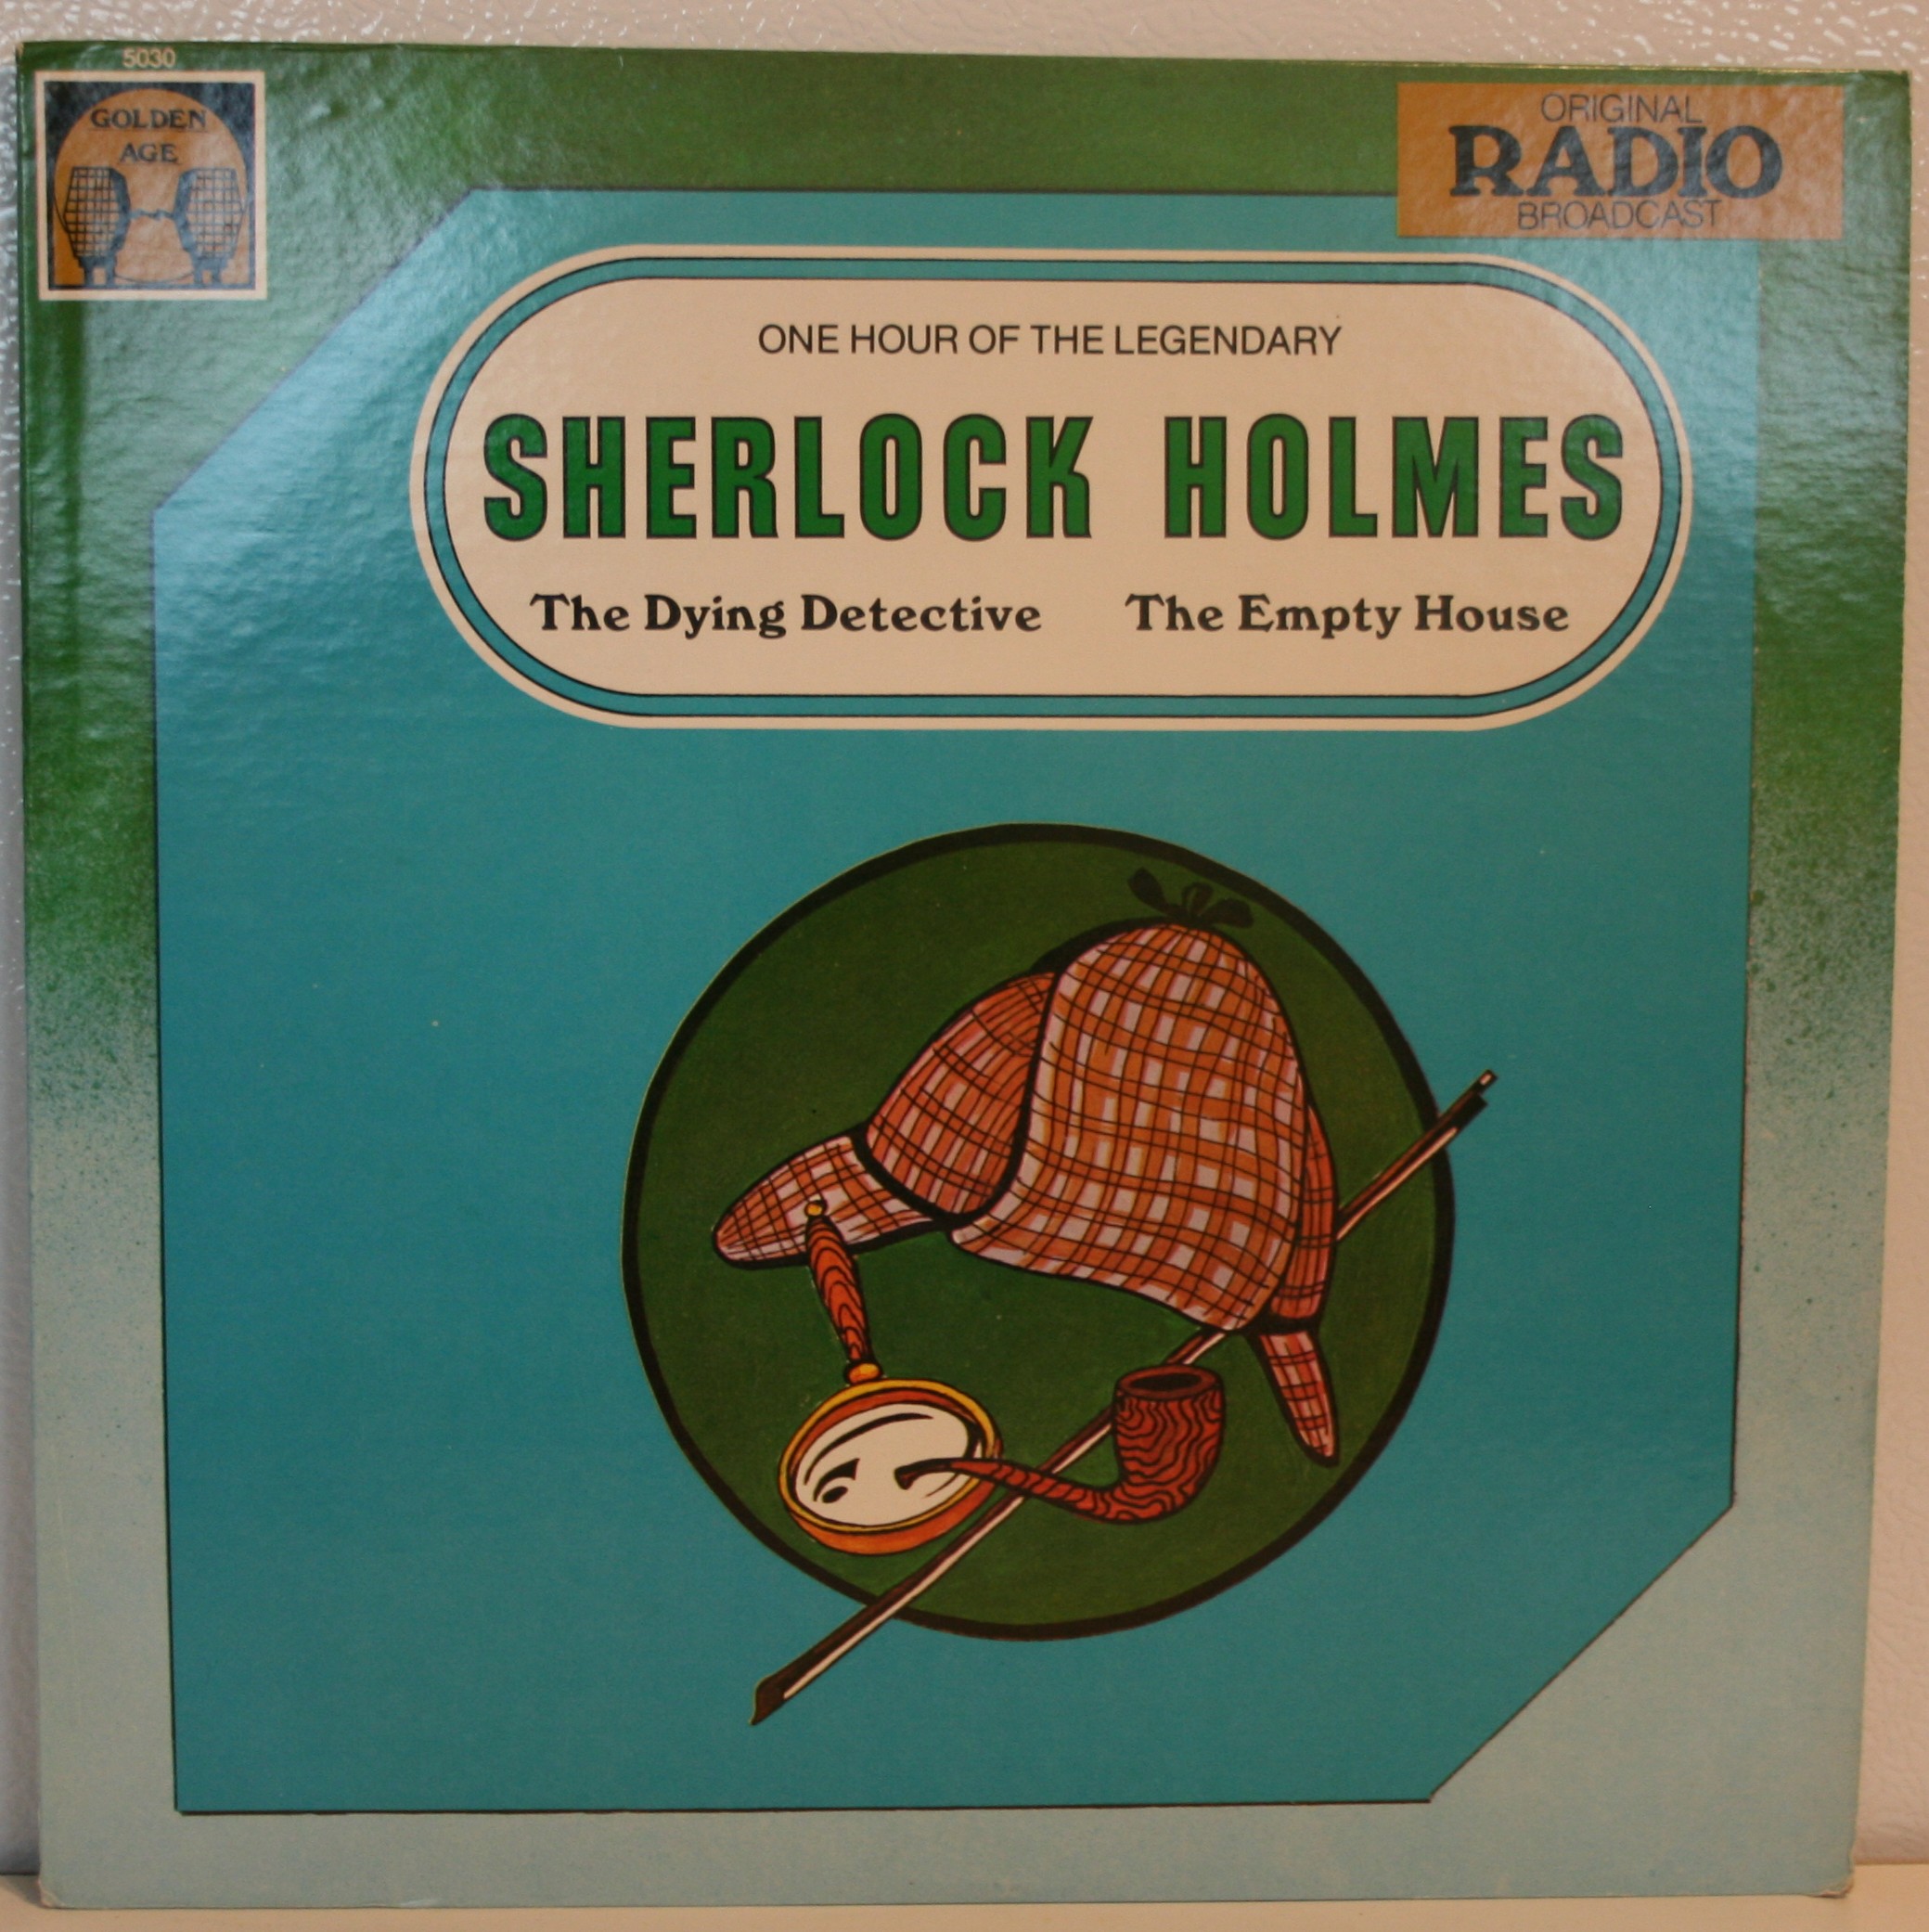 5030
GOLDEN
AGE
ORIGINAL
RADIO
BROADCAST
ONE HOUR OF THE LEGENDARY
SHERLOCK HOLMES
The Dying Detective The Empty House